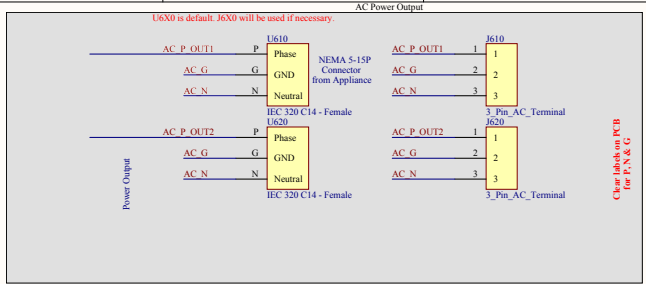 AC Power Output
U6X0 is default. J6X0 will be used if necessary.
U610
AC_P_OUT1 P Phase
AC_G G GND
AC_N N Neutral
IEC 320 C14 - Female
NEMA 5-15P
Connector
from Appliance
J610
AC_P_OUT1 1 1
AC_G 2 2
AC_N 3 3
3_Pin_AC_Terminal
U620
AC_P_OUT2 P Phase
AC_G G GND
AC_N N Neutral
IEC 320 C14 - Female
J620
AC_P_OUT2 1 1
AC_G 2 2
AC_N 3 3
3_Pin_AC_Terminal
Power Output
Clear labels on PCB
for P, N & G